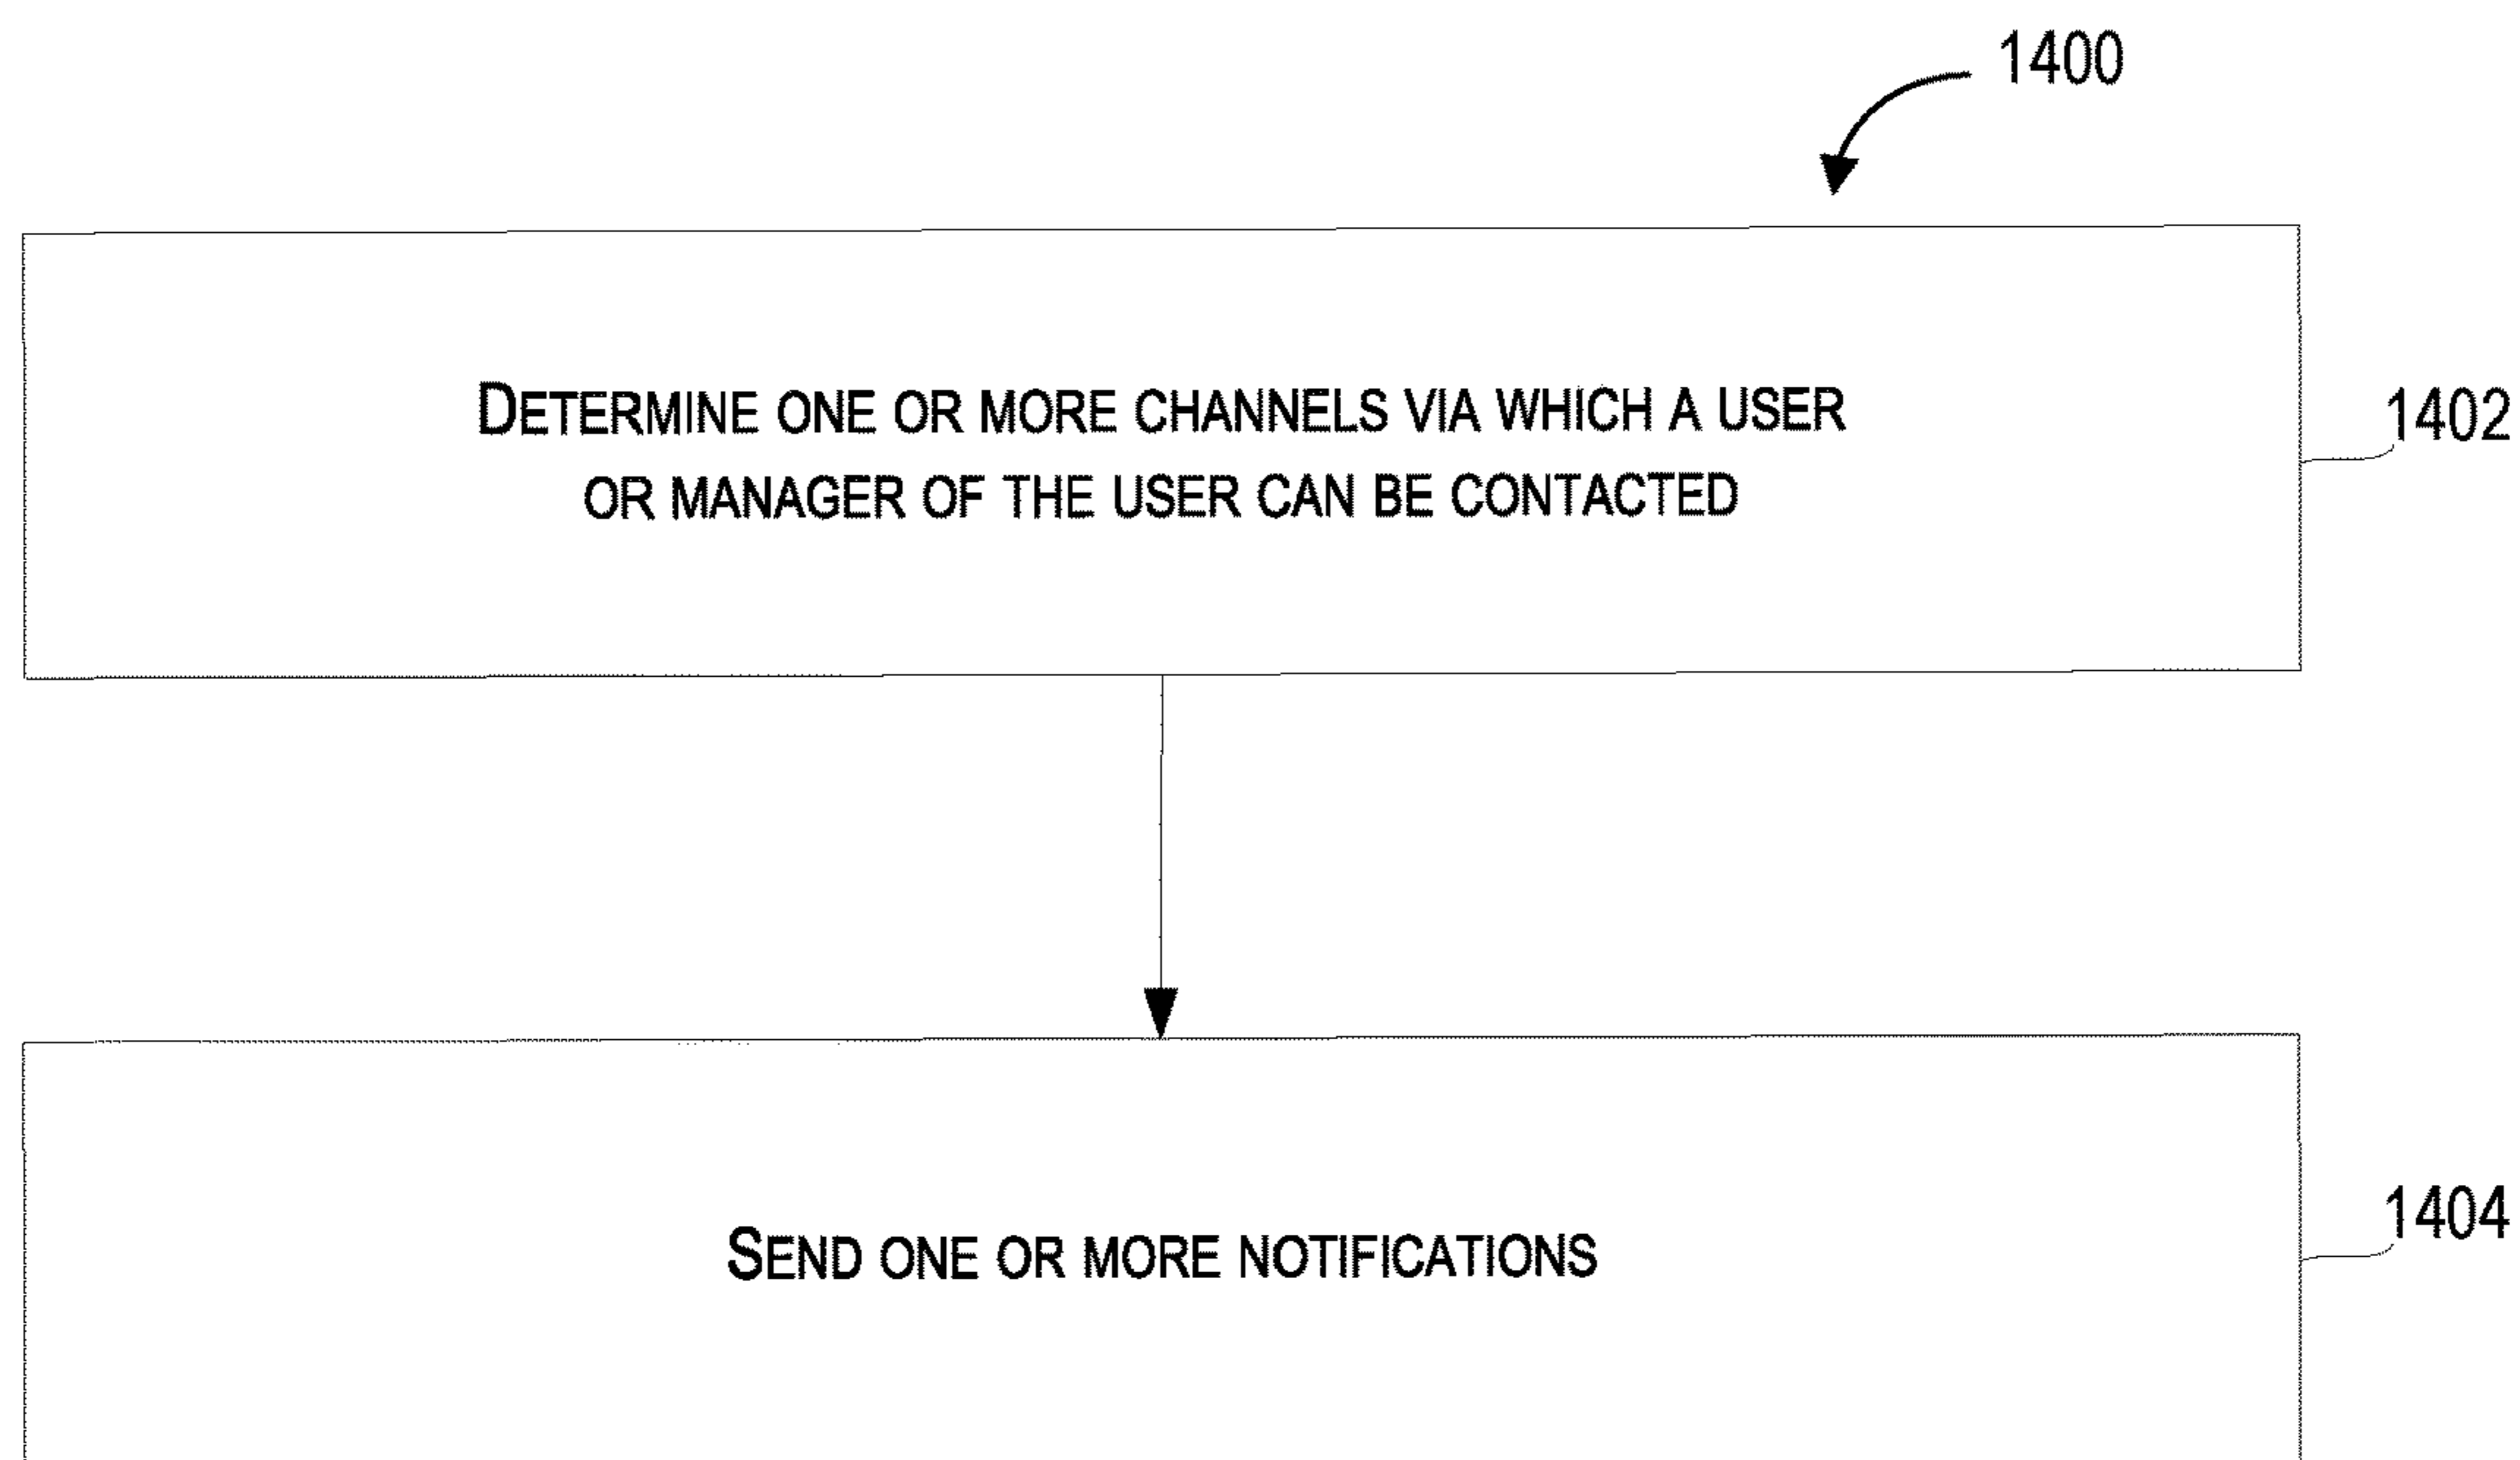 1400
DETERMINE ONE OR MORE CHANNELS VIA WHICH A USER
OR MANAGER OF THE USER CAN BE CONTACTED
1402
SEND ONE OR MORE NOTIFICATIONS
1404